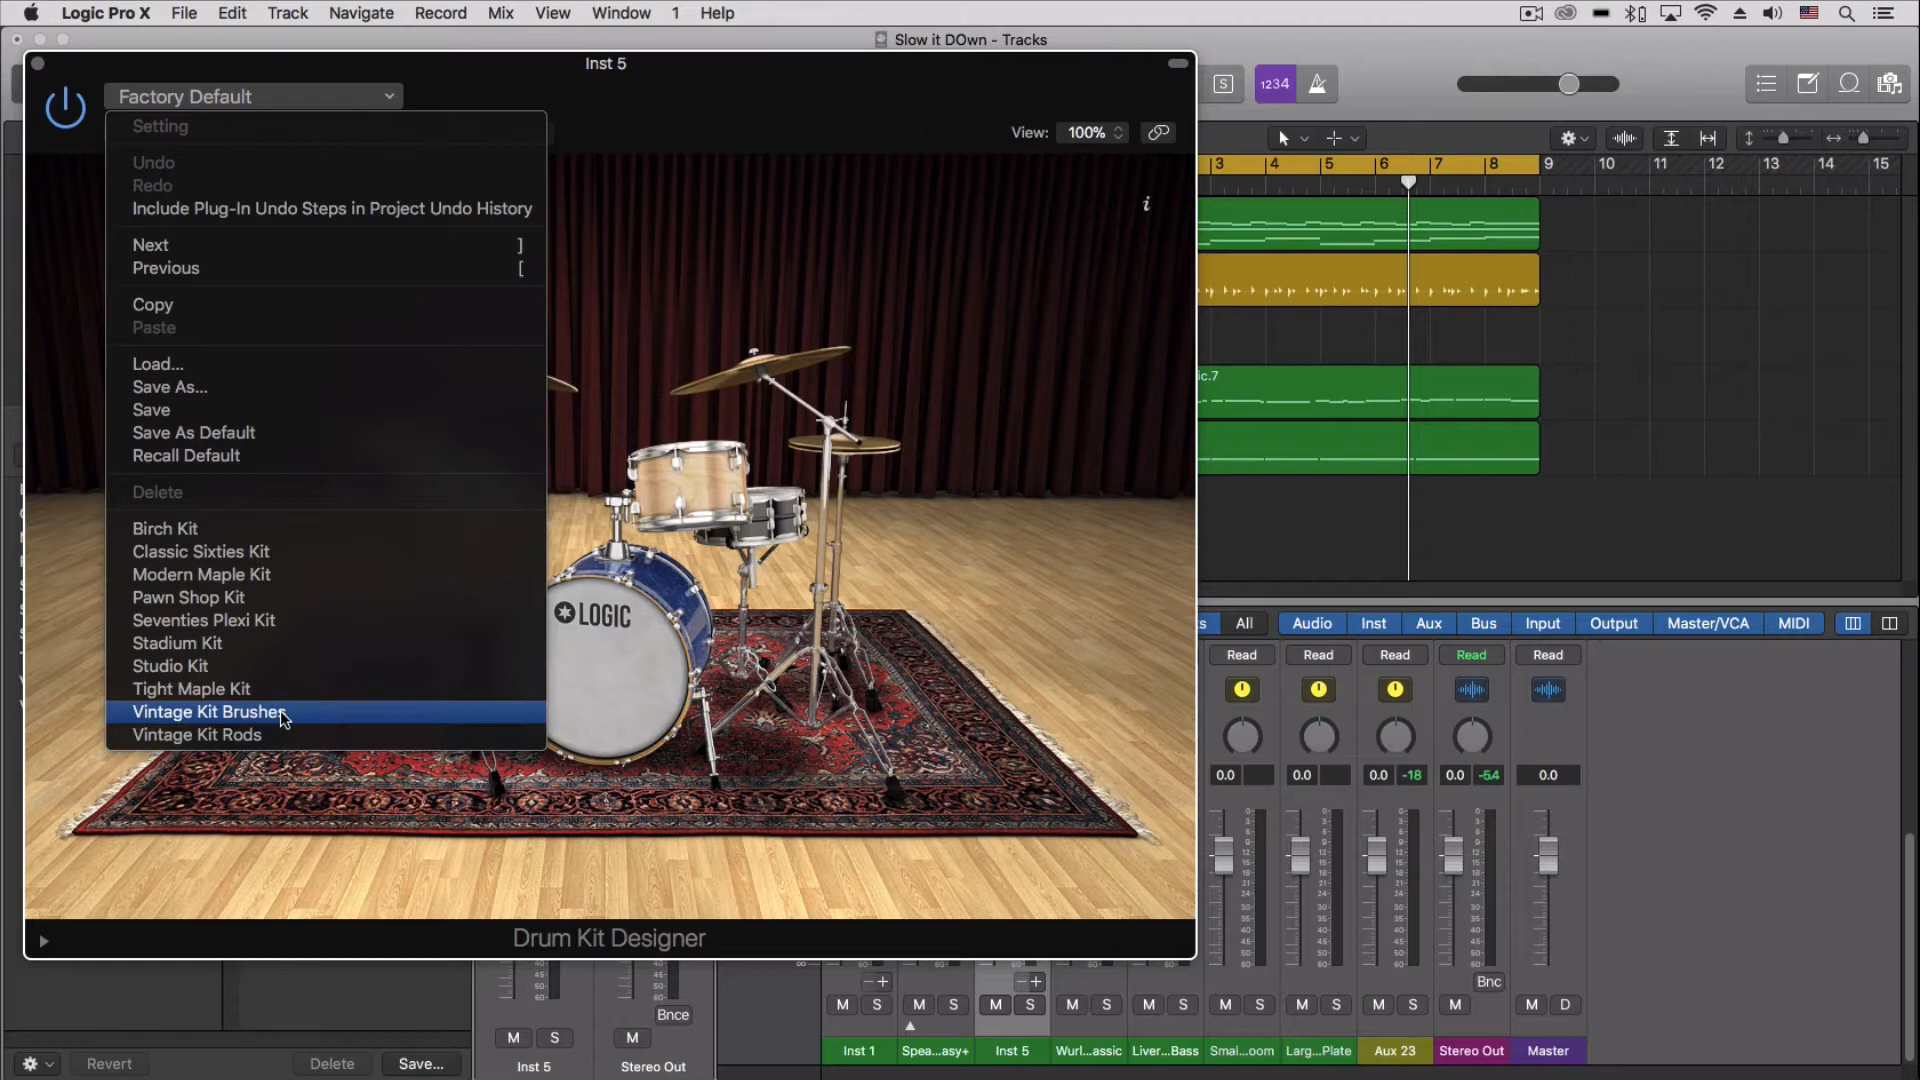 Logic Pro X File Edit Track Navigate Record Mix View Window 1 Help
Slow it DOwn - Tracks
Inst 5
Factory Default
S
1234
View: 100%
Setting
Undo
Redo
Include Plug-In Undo Steps in Project Undo History
Next ]
Previous [
Copy
Paste
Load...
Save As...
Save
Save As Default
Recall Default
Delete
Birch Kit
Classic Sixties Kit
Modern Maple Kit
Pawn Shop Kit
Seventies Plexi Kit
Stadium Kit
Studio Kit
Tight Maple Kit
Vintage Kit Brushes
Vintage Kit Rods
i
LOGIC
Drum Kit Designer
3 4 5 6 7 8 9 10 11 12 13 14 15
ic.7
All Audio Inst Aux Bus Input Output Master/VCA MIDI
Read Read Read Read Read
0.0 0.0 0.0 -18 0.0 -5.4 0.0
Bnc
M S M S M S M S M S M S M S M S M M D
Bnce
M S M
Inst 1 Spea...asy+ Inst 5 Wurl...assic Liver...Bass Smal...oom Larg...Plate Aux 23 Stereo Out Master
Revert Delete Save... Inst 5 Stereo Out